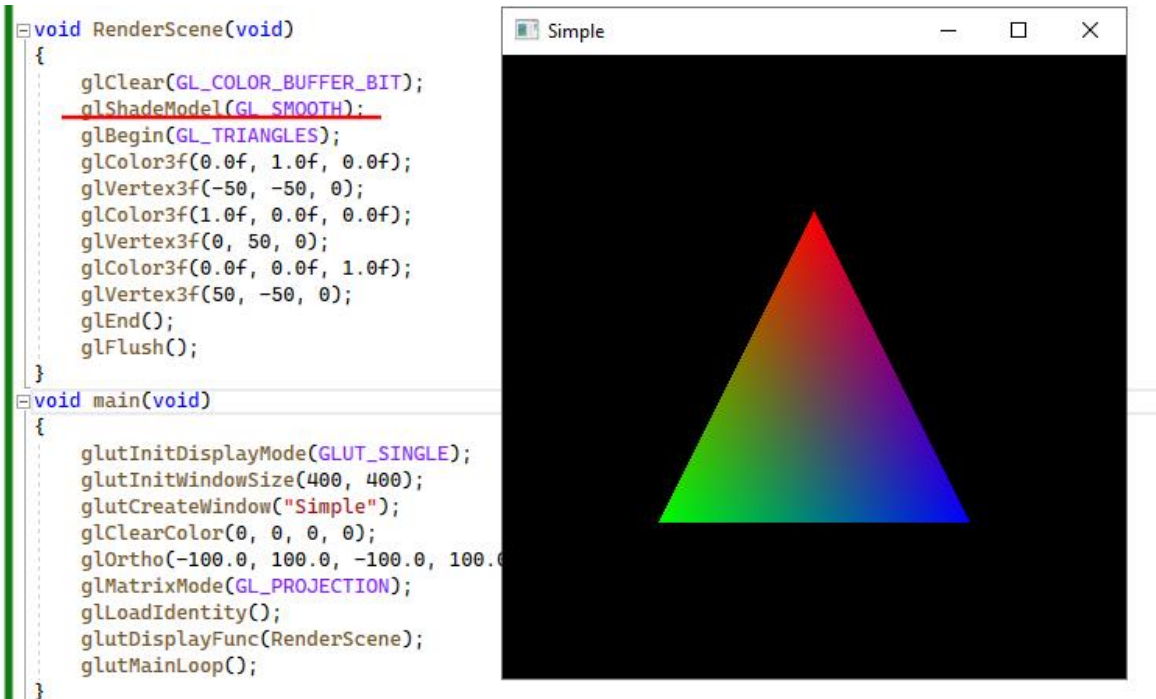 void RenderScene(void)
{
glClear(GL_COLOR_BUFFER_BIT);
glShadeModel(GL_SMOOTH);
glBegin(GL_TRIANGLES);
glColor3f(0.0f, 1.0f, 0.0f);
glVertex3f(-50, -50, 0);
glColor3f(1.0f, 0.0f, 0.0f);
glVertex3f(0, 50, 0);
glColor3f(0.0f, 0.0f, 1.0f);
glVertex3f(50, -50, 0);
glEnd();
glFlush();
}
void main(void)
{
glutInitDisplayMode(GLUT_SINGLE);
glutInitWindowSize(400, 400);
glutCreateWindow("Simple");
glClearColor(0, 0, 0, 0);
glOrtho(-100.0, 100.0, -100.0, 100.0
glMatrixMode(GL_PROJECTION);
glLoadIdentity();
glutDisplayFunc(RenderScene);
glutMainLoop();
}
Simple